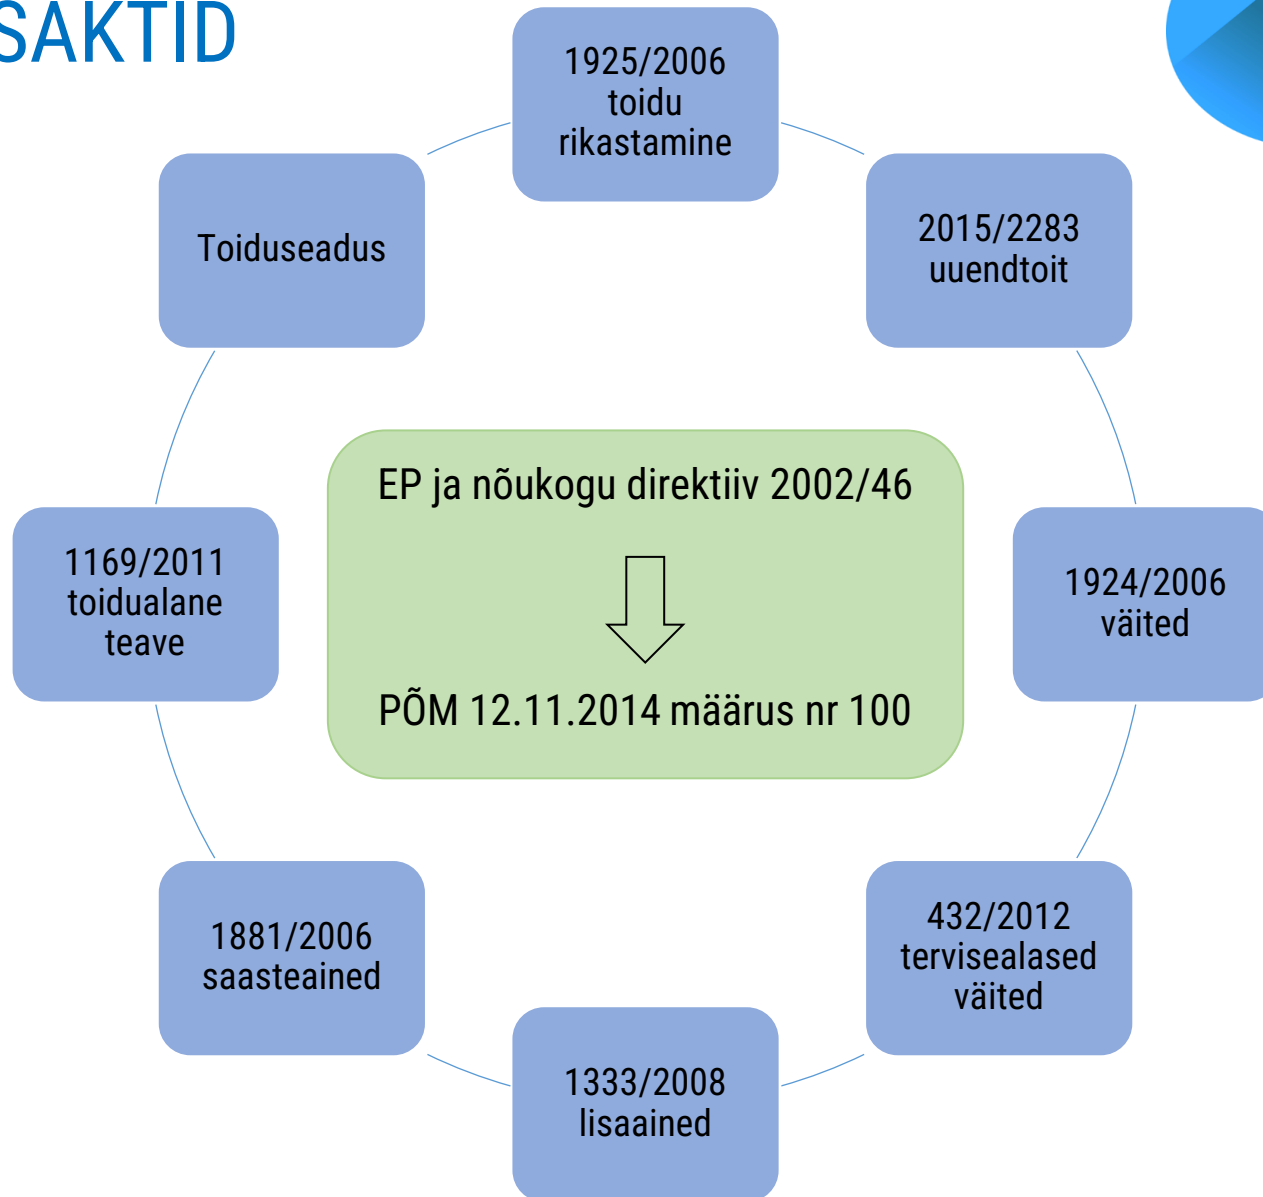 SAKTID
1925/2006
toidu
rikastamine
Toiduseadus
2015/2283
uuendtoit
EP ja nõukogu direktiiv 2002/46
PÕM 12.11.2014 määrus nr 100
1169/2011
toidualane
teave
1924/2006
väited
1881/2006
saasteained
432/2012
tervisealased
väited
1333/2008
lisaained